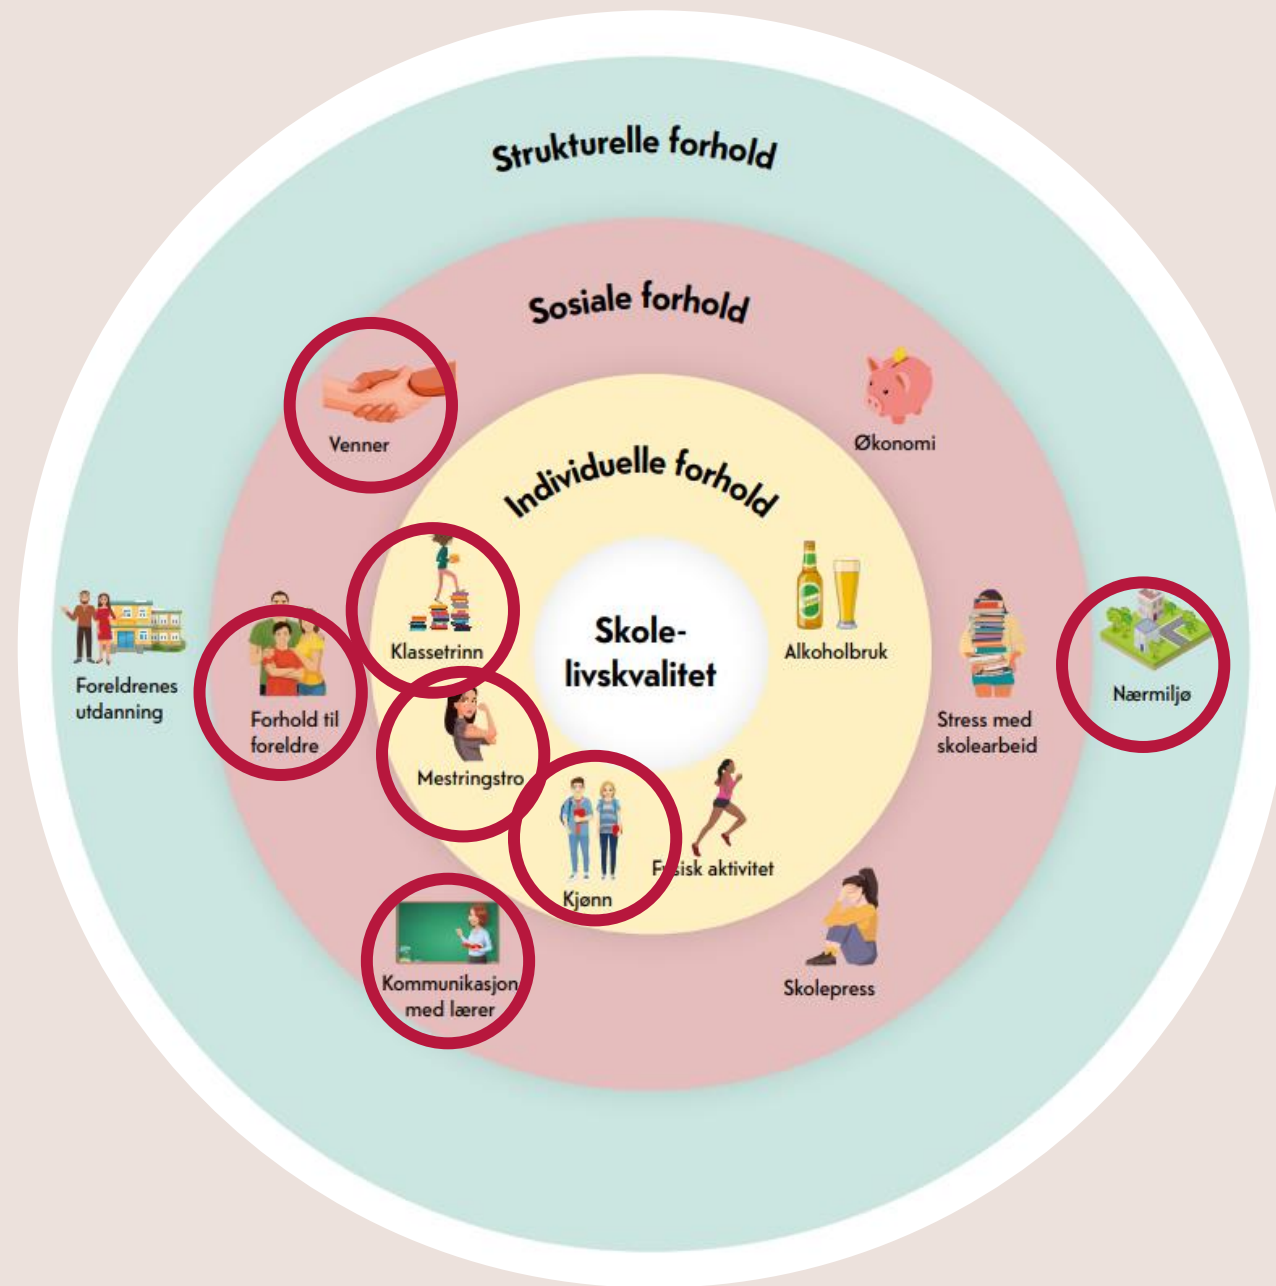 Strukturelle forhold
Sosiale forhold
Venner
Økonomi
Individuelle forhold
Klassetrinn
Skole-
livskvalitet
Alkoholbruk
Foreldrenes
utdanning
Forhold til
foreldre
Stress med
skolearbeid
Nærmiljø
Mestringstro
Kjønn
Fysisk aktivitet
Kommunikasjon
med lærer
Skolepress